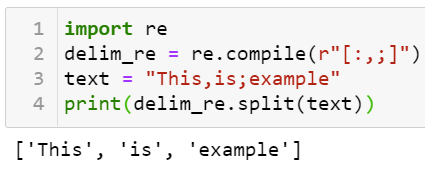 1 import re
2 delim_re = re.compile(r"[:,;]")
3 text = "This,is;example"
4 print(delim_re.split(text))
['This', 'is', 'example']